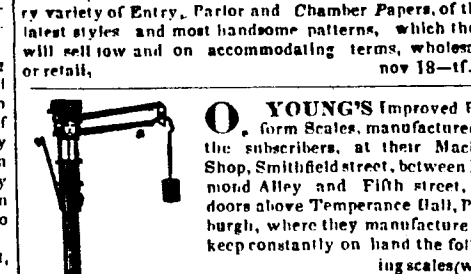 ry variety of Entry, Parlor and Chamber Papers, of t
latest styles and most handsome patterns, which the
will sell low and on accommodating terms, wholesa
or retail, nov 18—tf.
O. YOUNG'S Improved P
form Scales, manufacture
the subscribers, at their Mac
Shop, Smithfield street, between
mond Alley and Fifth street,
doors above Temperance Hall, P
burgh, where they manufacture
keep constantly on hand the fol
ing scales (w